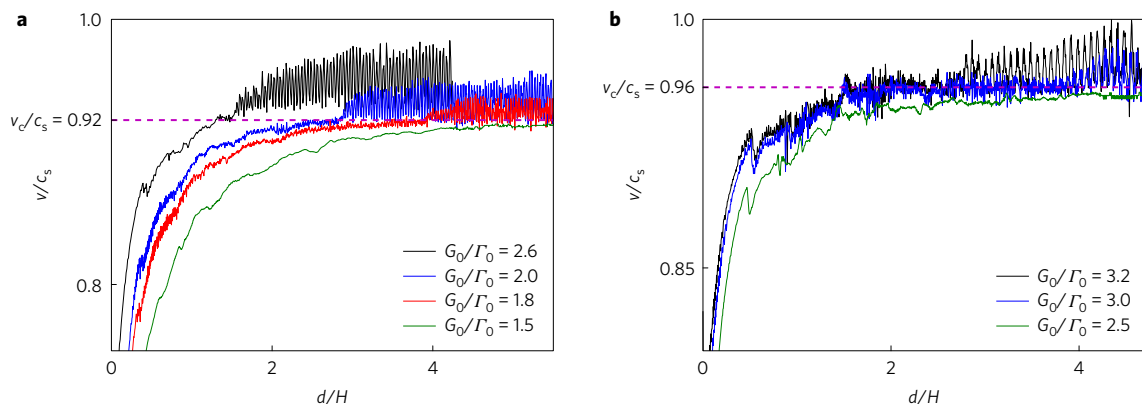 a
1.0
v_c/c_s = 0.92
0.8
v/c_s
0
2
4
d/H
G_0/Γ_0 = 2.6
G_0/Γ_0 = 2.0
G_0/Γ_0 = 1.8
G_0/Γ_0 = 1.5
b
1.0
v_c/c_s = 0.96
0.85
v/c_s
0
2
4
d/H
G_0/Γ_0 = 3.2
G_0/Γ_0 = 3.0
G_0/Γ_0 = 2.5